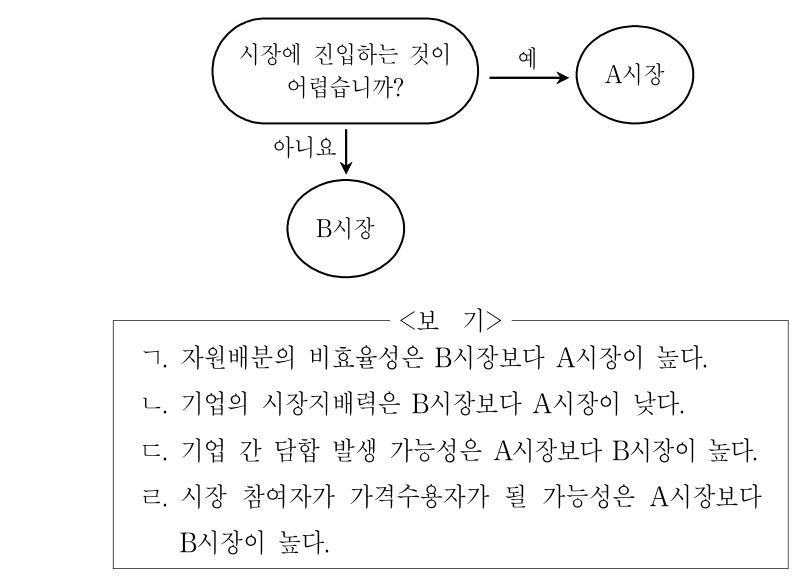 시장에 진입하는 것이
어렵습니까?
예
A시장
아니요
B시장
<보 기>
ㄱ. 자원배분의 비효율성은 B시장보다 A시장이 높다.
ㄴ. 기업의 시장지배력은 B시장보다 A시장이 낮다.
ㄷ. 기업 간 담합 발생 가능성은 A시장보다 B시장이 높다.
ㄹ. 시장 참여자가 가격수용자가 될 가능성은 A시장보다
B시장이 높다.